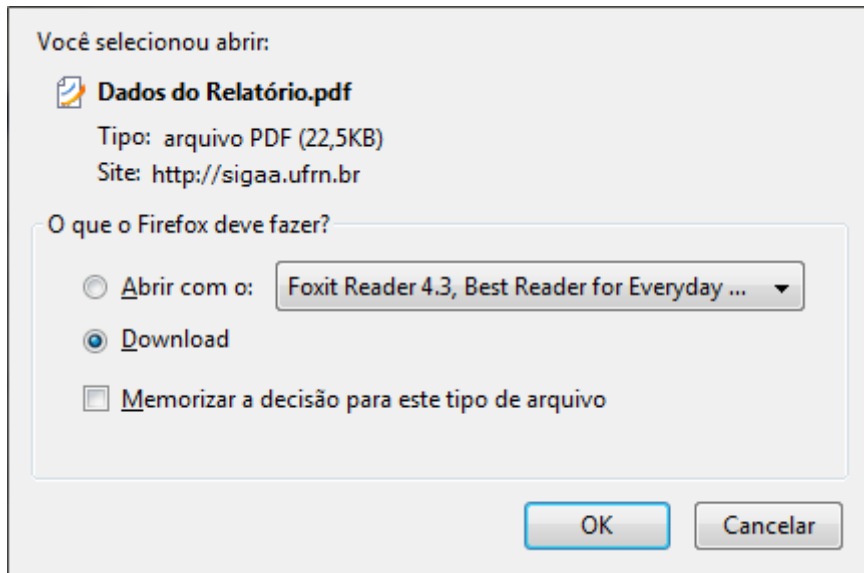 Você selecionou abrir:
Dados do Relatório.pdf
Tipo: arquivo PDF (22,5KB)
Site: http://sigaa.ufrn.br
O que o Firefox deve fazer?
Abrir com o: Foxit Reader 4.3, Best Reader for Everyday ...
Download
Memorizar a decisão para este tipo de arquivo
OK Cancelar